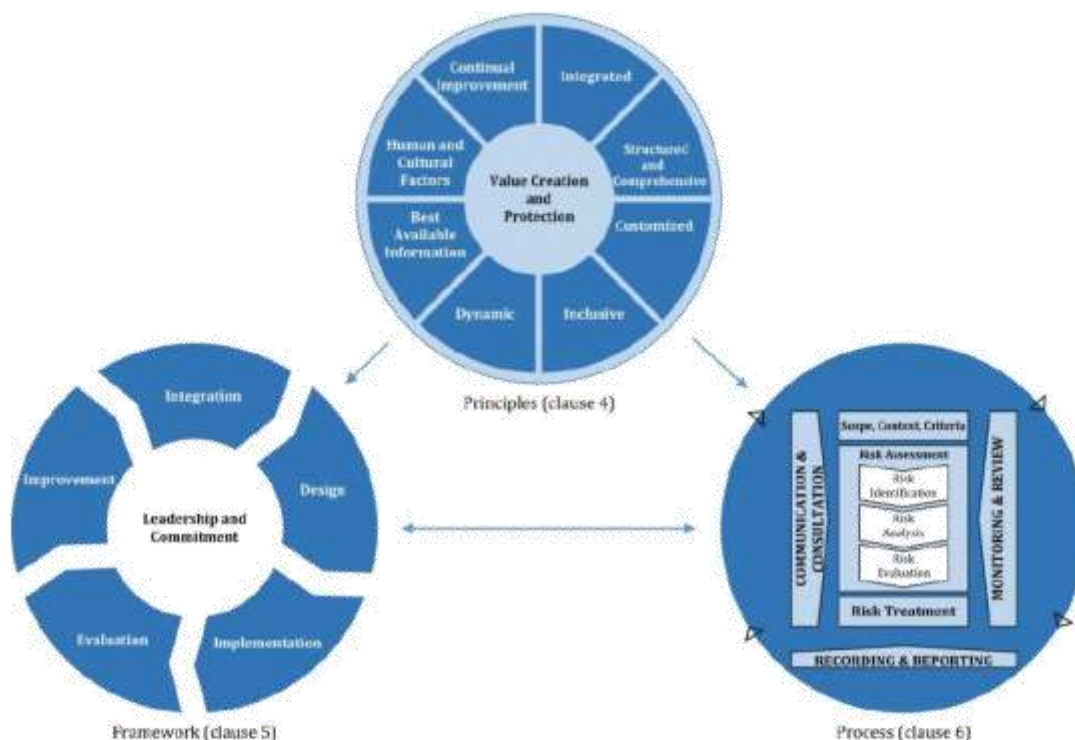 Continual
Improvement
Integrated
Human and
Cultural
Factors
Structured
and
Comprehensive
Value Creation
and
Protection
Best
Available
Information
Customized
Dynamic
Inclusive
Principles (clause 4)
Integration
Improvement
Design
Leadership and
Commitment
Evaluation
Implementation
Framework (clause 5)
Scope, Context, Criteria
Risk Assessment
Risk
Identification
Risk
Analysis
Risk
Evaluation
Risk Treatment
COMMUNICATION &
CONSULTATION
MONITORING & REVIEW
RECORDING & REPORTING
Process (clause 6)